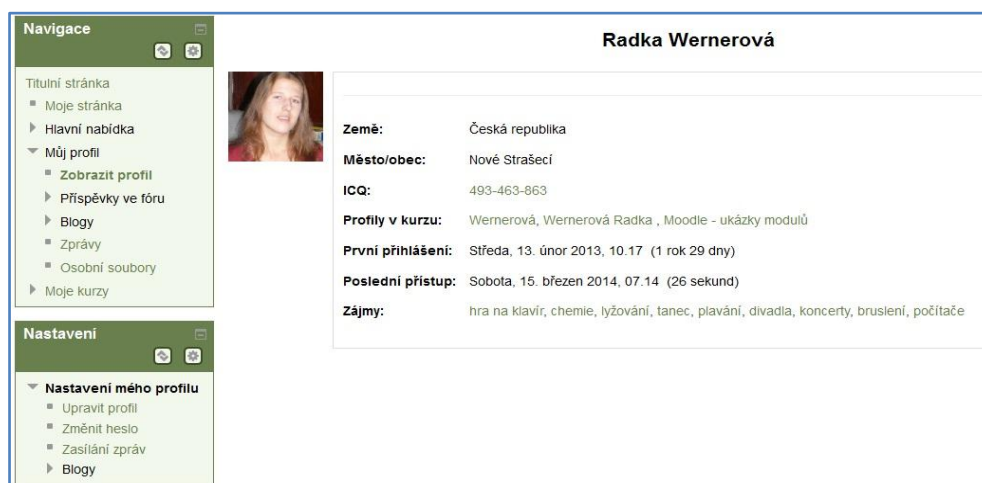 Navigace
Titulní stránka
Moje stránka
Hlavní nabídka
Můj profil
Zobrazit profil
Příspěvky ve fóru
Blogy
Zprávy
Osobní soubory
Moje kurzy
Nastavení
Nastavení mého profilu
Upravit profil
Změnit heslo
Zasílání zpráv
Blogy
Radka Wernerová
Země: Česká republika
Město/obec: Nové Strašecí
ICQ: 493-463-863
Profily v kurzu: Wernerová, Wernerová Radka , Moodle - ukázky modulů
První přihlášení: Středa, 13. únor 2013, 10.17 (1 rok 29 dny)
Poslední přístup: Sobota, 15. březen 2014, 07.14 (26 sekund)
Zájmy: hra na klavír, chemie, lyžování, tanec, plavání, divadla, koncerty, bruslení, počítače